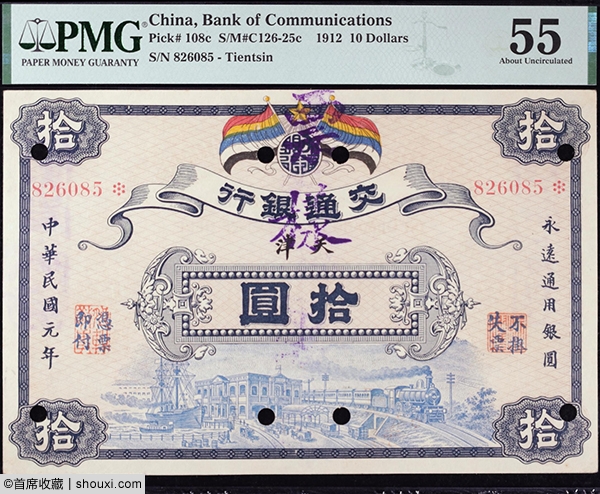 PMG
PAPER MONEY GUARANTY
China, Bank of Communications
Pick# 108c S/M#C126-25c 1912 10 Dollars
S/N 826085 - Tientsin
55
About Uncirculated
拾
拾
826085
826085
行銀通交
洋天
圓拾
中華民國元年
永遠通用銀圓
憑票
即付
不掛
失票
拾
拾
@首席收藏 | shouxi.com